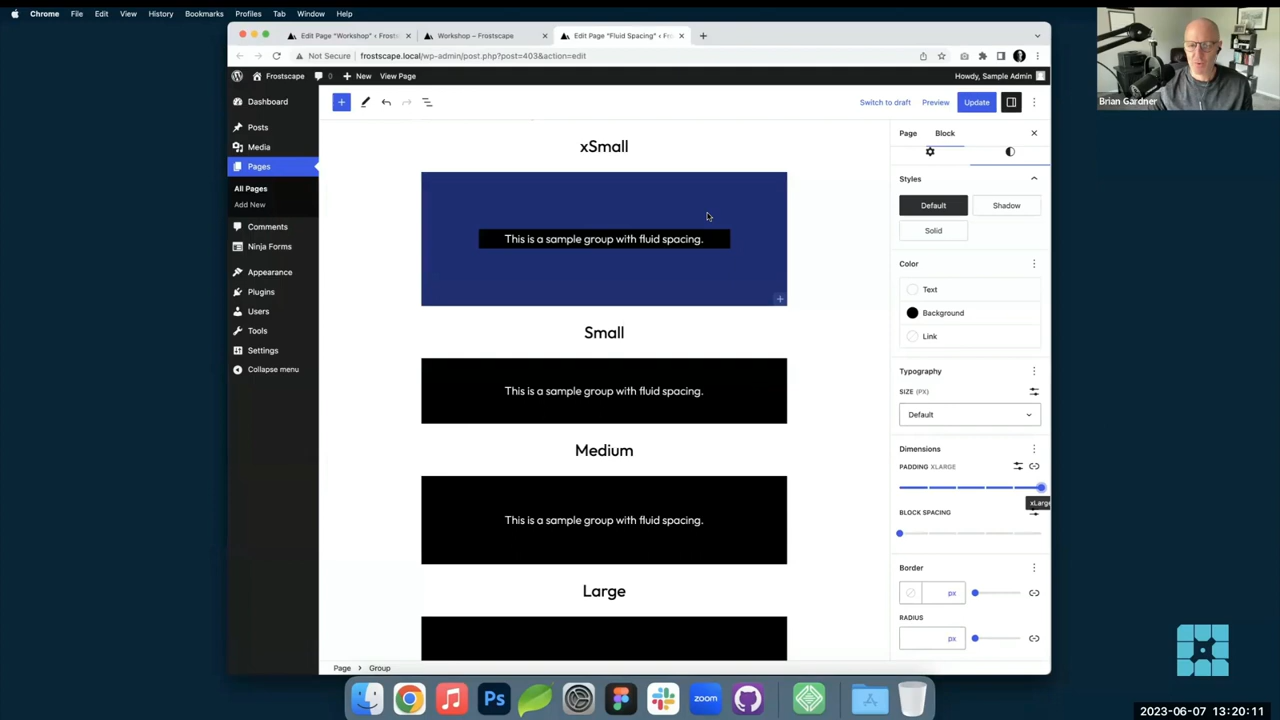 Chrome File Edit View History Bookmarks Profiles Tab Window Help
Edit Page "Workshop" ‹ Frosts
Workshop – Frostscape
Edit Page "Fluid Spacing" ‹ F
Not Secure frostscape.local/wp-admin/post.php?post=403&action=edit
Frostscape 0 New View Page
Howdy, Sample Admin
Brian Gardner
Dashboard
Posts
Media
Pages
All Pages
Add New
Comments
Ninja Forms
Appearance
Plugins
Users
Tools
Settings
Collapse menu
Switch to draft Preview Update
xSmall
This is a sample group with fluid spacing.
Small
This is a sample group with fluid spacing.
Medium
This is a sample group with fluid spacing.
Large
Page Block
Styles
Default Shadow
Solid
Color
Text
Background
Link
Typography
SIZE (PX)
Default
Dimensions
PADDING XLARGE
xLarge
BLOCK SPACING
Border
px
RADIUS
px
Page > Group
Ps
zoom
2023-06-07 13:20:11